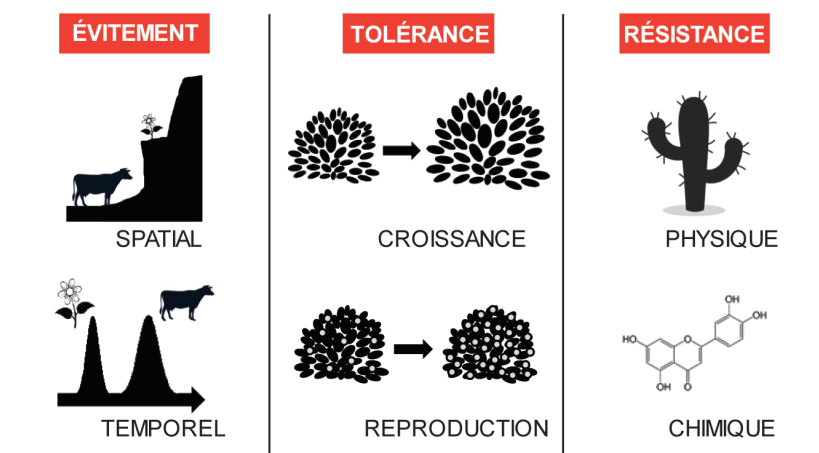 ÉVITEMENT
TOLÉRANCE
RÉSISTANCE
SPATIAL
CROISSANCE
PHYSIQUE
TEMPOREL
REPRODUCTION
CHIMIQUE
OH
OH
HO
O
OH
O